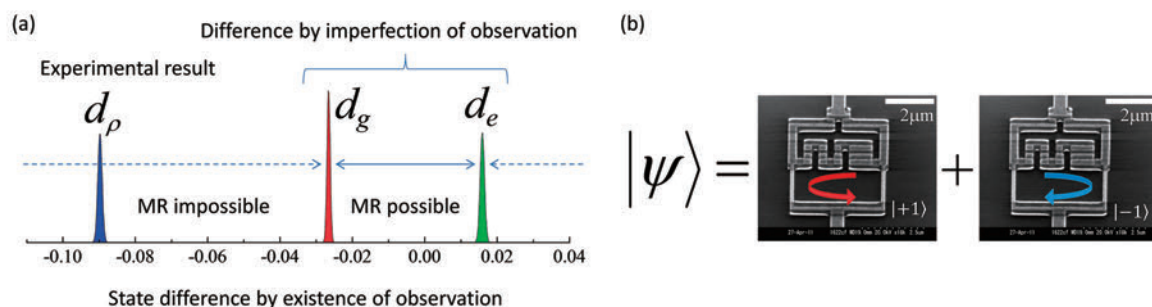 (a)
Difference by imperfection of observation
Experimental result
dρ
dg
de
MR impossible
MR possible
-0.10 -0.08 -0.06 -0.04 -0.02 0.00 0.02 0.04
State difference by existence of observation
(b)
|ψ⟩ = +
2μm
|+1⟩
2μm
|−1⟩